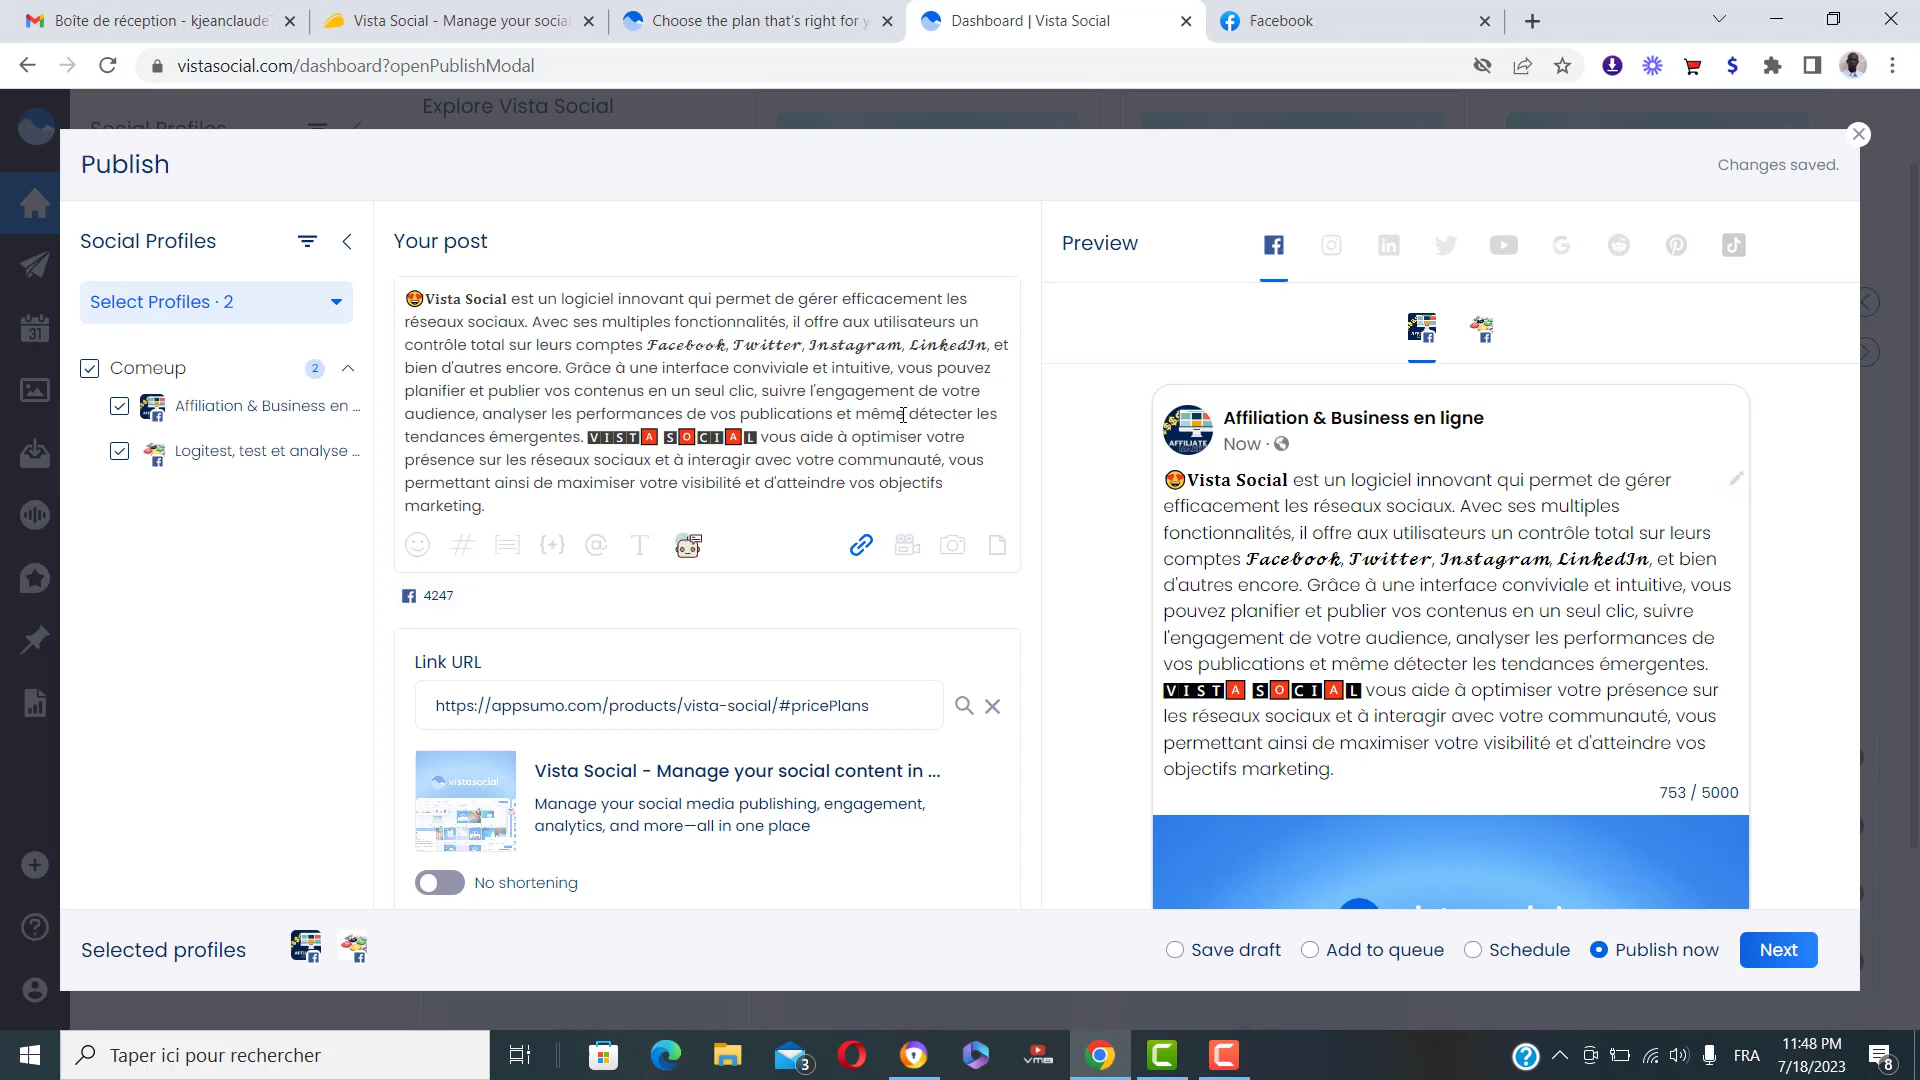 Boîte de réception - kjeanclaude
Vista Social - Manage your social
Choose the plan that's right for y
Dashboard | Vista Social
Facebook
vistasocial.com/dashboard?openPublishModal
Explore Vista Social
Social Profiles
Publish
Changes saved.
Social Profiles
Select Profiles · 2
Comeup
2
Affiliation & Business en ...
Logitest, test et analyse ...
Your post
😍Vista Social est un logiciel innovant qui permet de gérer efficacement les
réseaux sociaux. Avec ses multiples fonctionnalités, il offre aux utilisateurs un
contrôle total sur leurs comptes Facebook, Twitter, Instagram, LinkedIn, et
bien d'autres encore. Grâce à une interface conviviale et intuitive, vous pouvez
planifier et publier vos contenus en un seul clic, suivre l'engagement de votre
audience, analyser les performances de vos publications et même détecter les
tendances émergentes. VISTA SOCIAL vous aide à optimiser votre
présence sur les réseaux sociaux et à interagir avec votre communauté, vous
permettant ainsi de maximiser votre visibilité et d'atteindre vos objectifs
marketing.
4247
Link URL
https://appsumo.com/products/vista-social/#pricePlans
vistasocial
Vista Social - Manage your social content in ...
Manage your social media publishing, engagement,
analytics, and more—all in one place
No shortening
Preview
Affiliation & Business en ligne
Now ·
😍Vista Social est un logiciel innovant qui permet de gérer
efficacement les réseaux sociaux. Avec ses multiples
fonctionnalités, il offre aux utilisateurs un contrôle total sur leurs
comptes Facebook, Twitter, Instagram, LinkedIn, et bien
d'autres encore. Grâce à une interface conviviale et intuitive, vous
pouvez planifier et publier vos contenus en un seul clic, suivre
l'engagement de votre audience, analyser les performances de
vos publications et même détecter les tendances émergentes.
VISTA SOCIAL vous aide à optimiser votre présence sur
les réseaux sociaux et à interagir avec votre communauté, vous
permettant ainsi de maximiser votre visibilité et d'atteindre vos
objectifs marketing.
753 / 5000
Selected profiles
Save draft
Add to queue
Schedule
Publish now
Next
Taper ici pour rechercher
3
FRA
11:48 PM
7/18/2023
8